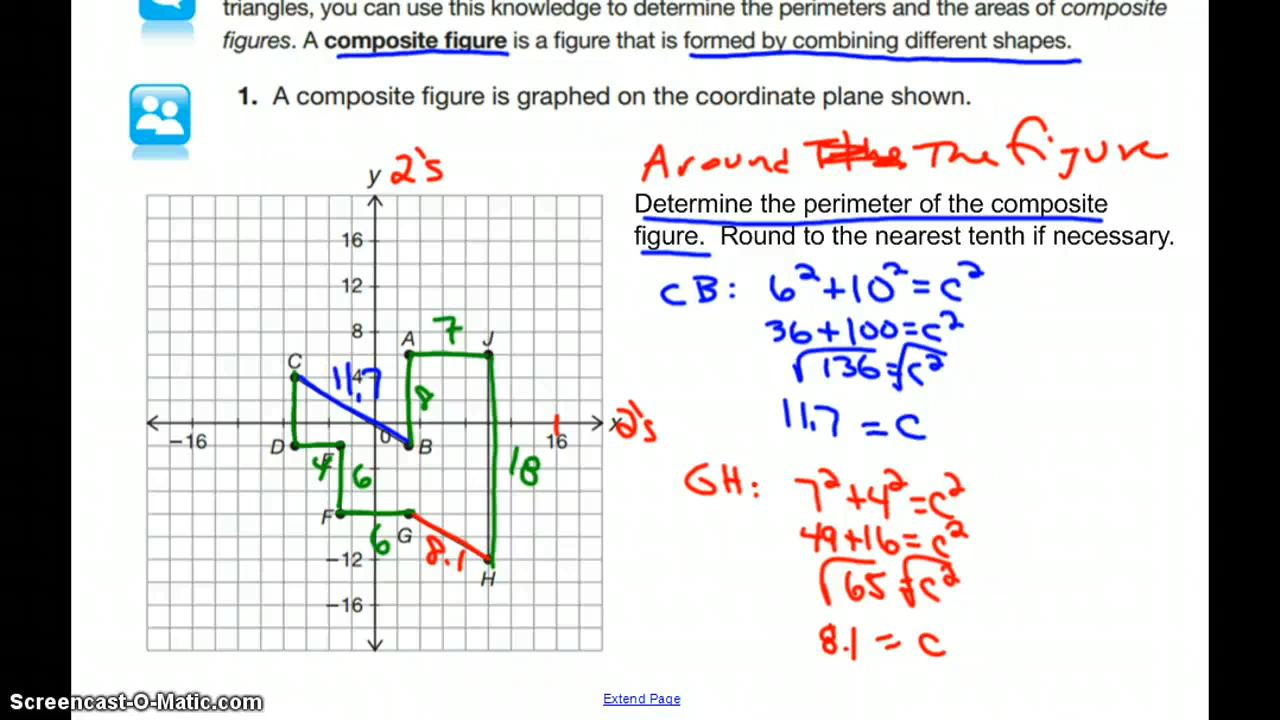 triangles, you can use this knowledge to determine the perimeters and the areas of composite
figures. A composite figure is a figure that is formed by combining different shapes.
1. A composite figure is graphed on the coordinate plane shown.
Around The figure
Determine the perimeter of the composite
figure. Round to the nearest tenth if necessary.
y 2's
16
12
8
4
0
-16
16
x 2's
-12
-16
A
7
J
C
11.7
8
D
4
E
6
B
18
F
6
G
8.1
H
CB: 6²+10²=c²
36+100=c²
√136=√c²
11.7=c
GH: 7²+4²=c²
49+16=c²
√65=√c²
8.1=c
Extend Page
Screencast-O-Matic.com